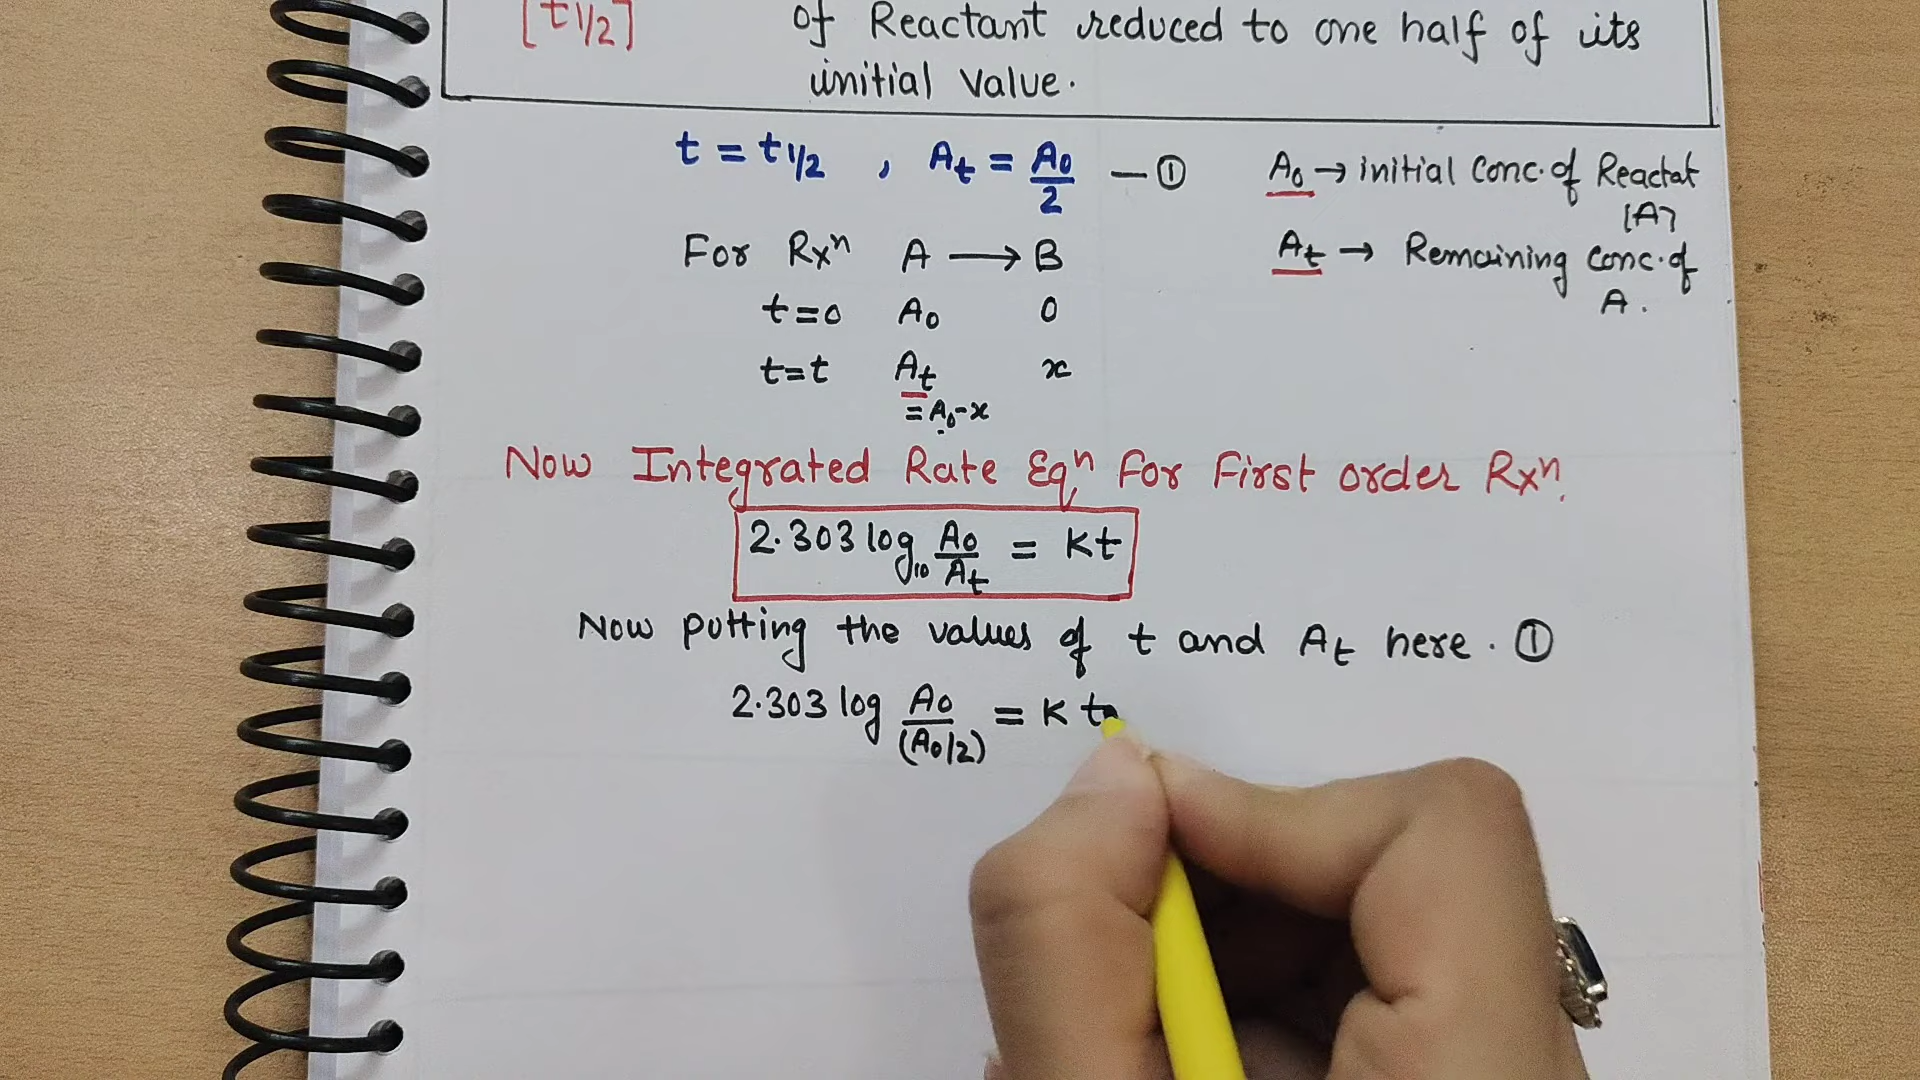 [t 1/2] of Reactant reduced to one half of its
initial value.
t = t 1/2 , At = A0/2 — ①
A0 → initial conc. of Reactat [A]
For Rxⁿ A ⟶ B
At → Remaining conc. of A.
t=0 A0 0
t=t At x
= A0-x
Now Integrated Rate Eqⁿ for First order Rxⁿ.
2.303 log10 A0/At = Kt
Now putting the values of t and At here. ①
2.303 log A0/(A0/2) = K t